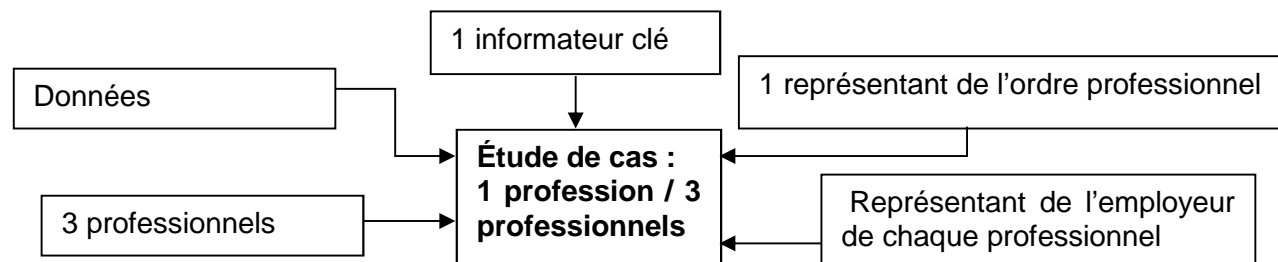 1 informateur clé
Données
1 représentant de l’ordre professionnel
Étude de cas :
1 profession / 3
professionnels
3 professionnels
Représentant de l’employeur
de chaque professionnel